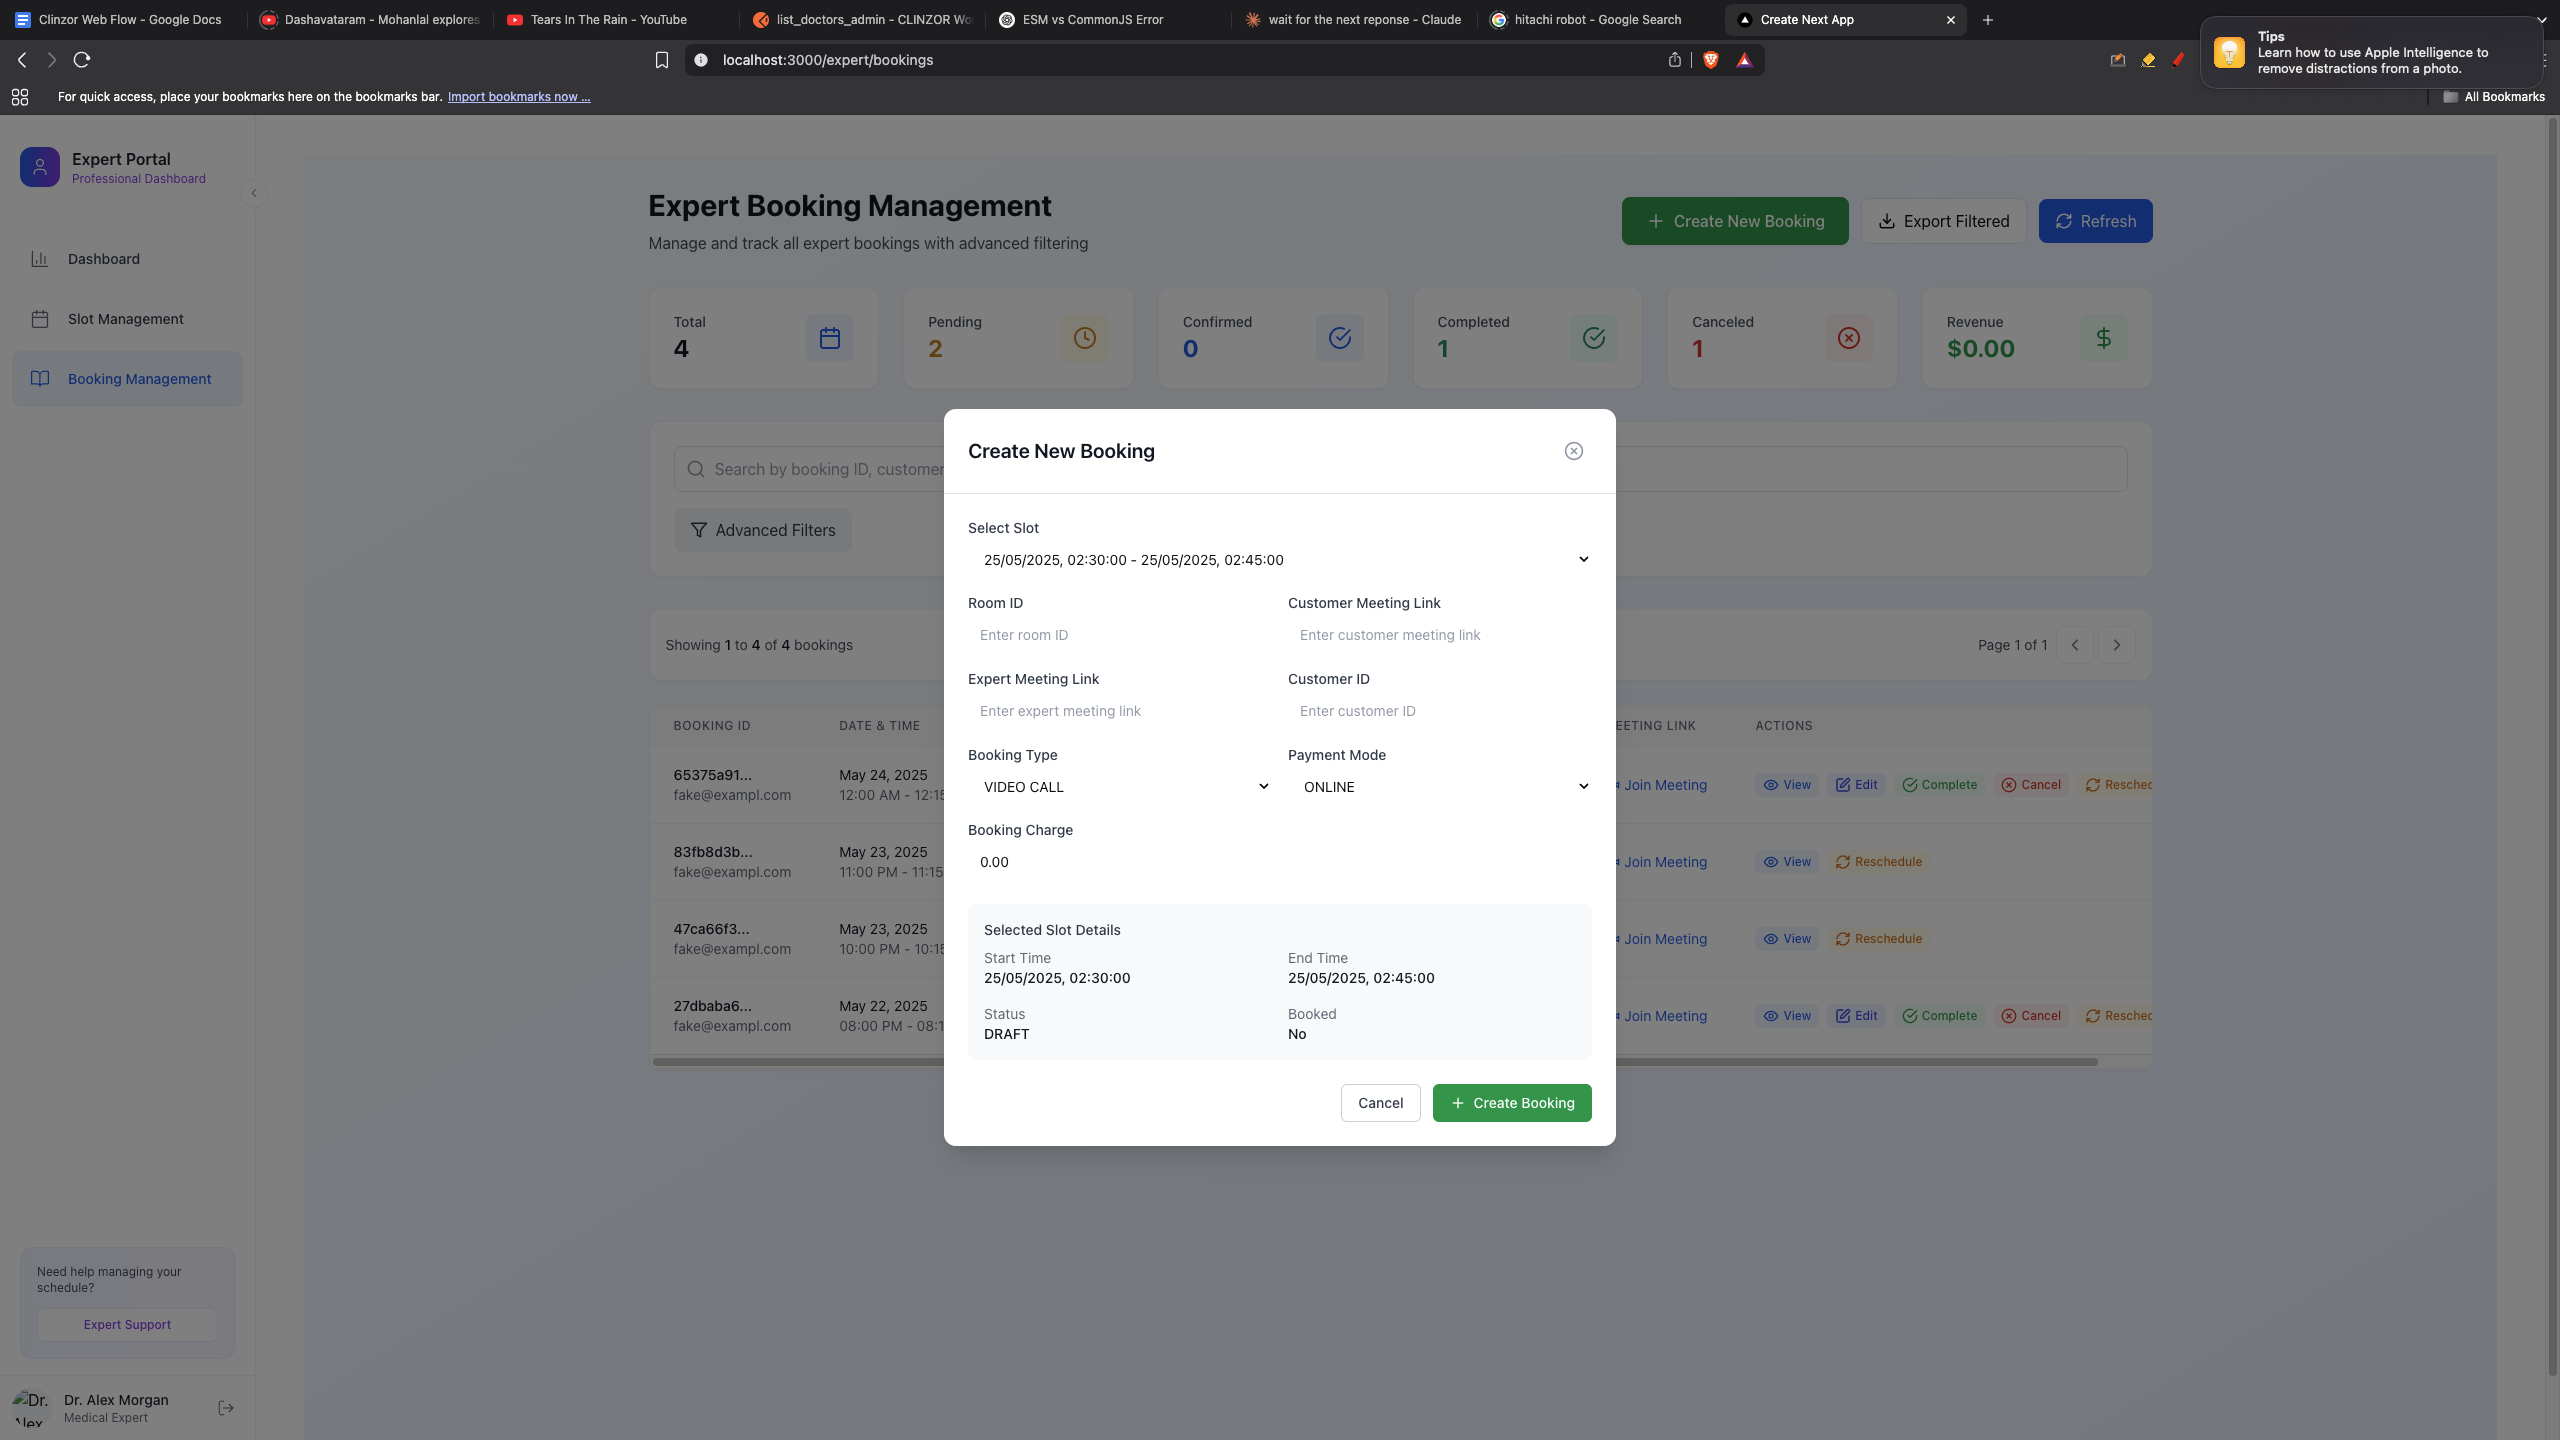 Clinzor Web Flow - Google Docs
Dashavataram - Mohanlal explores
Tears In The Rain - YouTube
list_doctors_admin - CLINZOR Wo
ESM vs CommonJS Error
wait for the next reponse - Claude
hitachi robot - Google Search
Create Next App
Tips
Learn how to use Apple Intelligence to
remove distractions from a photo.
localhost:3000/expert/bookings
For quick access, place your bookmarks here on the bookmarks bar. Import bookmarks now ...
All Bookmarks
Expert Portal
Professional Dashboard
Dashboard
Slot Management
Booking Management
Need help managing your
schedule?
Expert Support
Dr. Alex
Dr. Alex Morgan
Medical Expert
Expert Booking Management
Manage and track all expert bookings with advanced filtering
Create New Booking
Export Filtered
Refresh
Total
4
Pending
2
Confirmed
0
Completed
1
Canceled
1
Revenue
$0.00
Search by booking ID, customer
Advanced Filters
Showing 1 to 4 of 4 bookings
Page 1 of 1
BOOKING ID DATE & TIME EETING LINK ACTIONS
65375a91... May 24, 2025
fake@exampl.com 12:00 AM - 12:15
Join Meeting View Edit Complete Cancel Resched
83fb8d3b... May 23, 2025
fake@exampl.com 11:00 PM - 11:15
Join Meeting View Reschedule
47ca66f3... May 23, 2025
fake@exampl.com 10:00 PM - 10:15
Join Meeting View Reschedule
27dbaba6... May 22, 2025
fake@exampl.com 08:00 PM - 08:1
Join Meeting View Edit Complete Cancel Resched
Create New Booking
Select Slot
25/05/2025, 02:30:00 - 25/05/2025, 02:45:00
Room ID Customer Meeting Link
Enter room ID Enter customer meeting link
Expert Meeting Link Customer ID
Enter expert meeting link Enter customer ID
Booking Type Payment Mode
VIDEO CALL ONLINE
Booking Charge
0.00
Selected Slot Details
Start Time End Time
25/05/2025, 02:30:00 25/05/2025, 02:45:00
Status Booked
DRAFT No
Cancel Create Booking